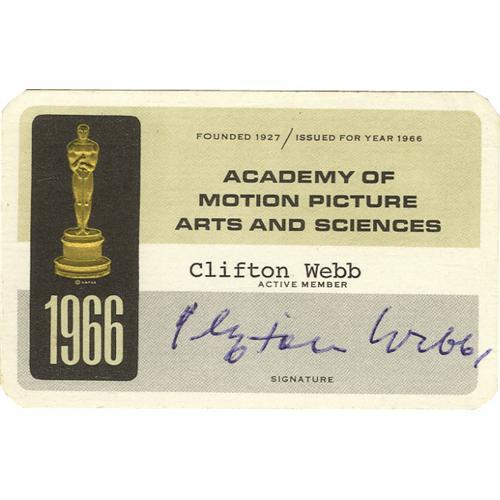 FOUNDED 1927 / ISSUED FOR YEAR 1966
ACADEMY OF
MOTION PICTURE
ARTS AND SCIENCES
Clifton Webb
ACTIVE MEMBER
1966
Clifton Webb
SIGNATURE